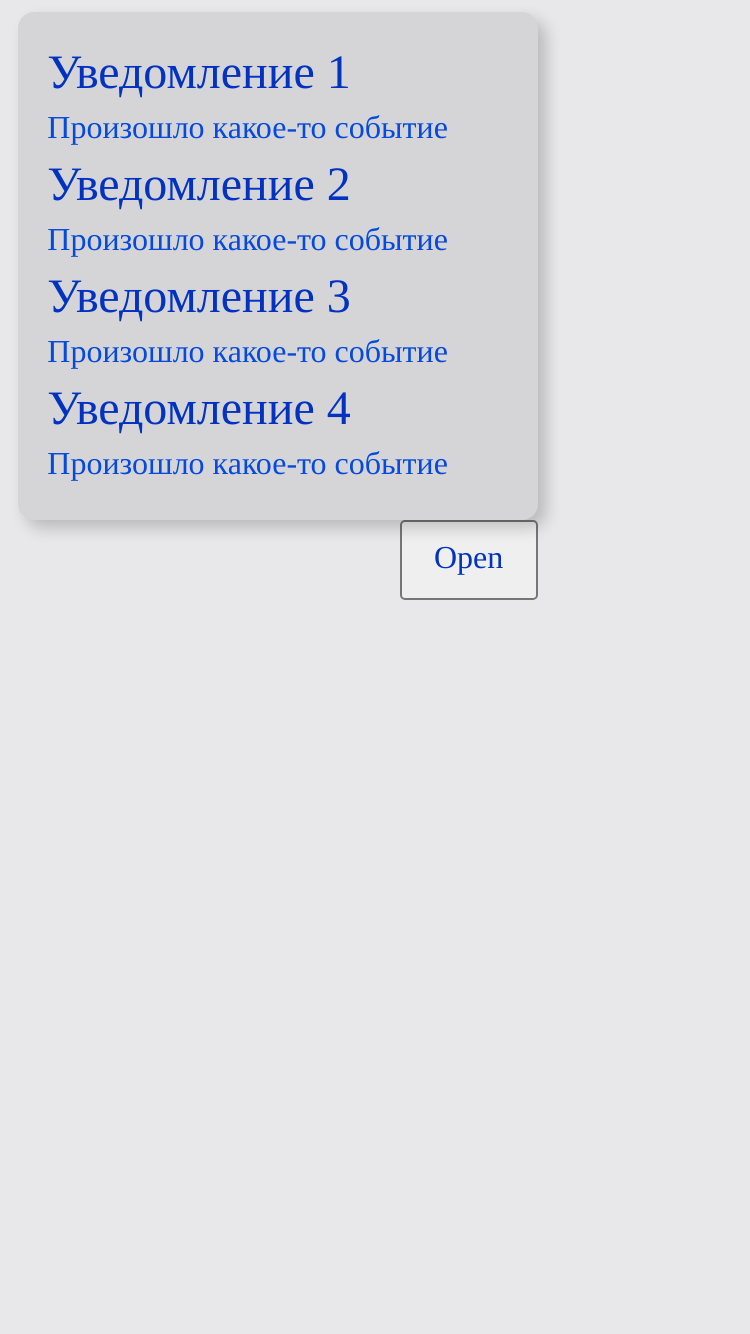 Уведомление 1
Произошло какое-то событие
Уведомление 2
Произошло какое-то событие
Уведомление 3
Произошло какое-то событие
Уведомление 4
Произошло какое-то событие
Open